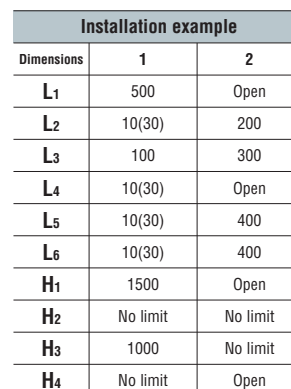 Installation example
Dimensions 1 2
L1 500 Open
L2 10(30) 200
L3 100 300
L4 10(30) Open
L5 10(30) 400
L6 10(30) 400
H1 1500 Open
H2 No limit No limit
H3 1000 No limit
H4 No limit Open